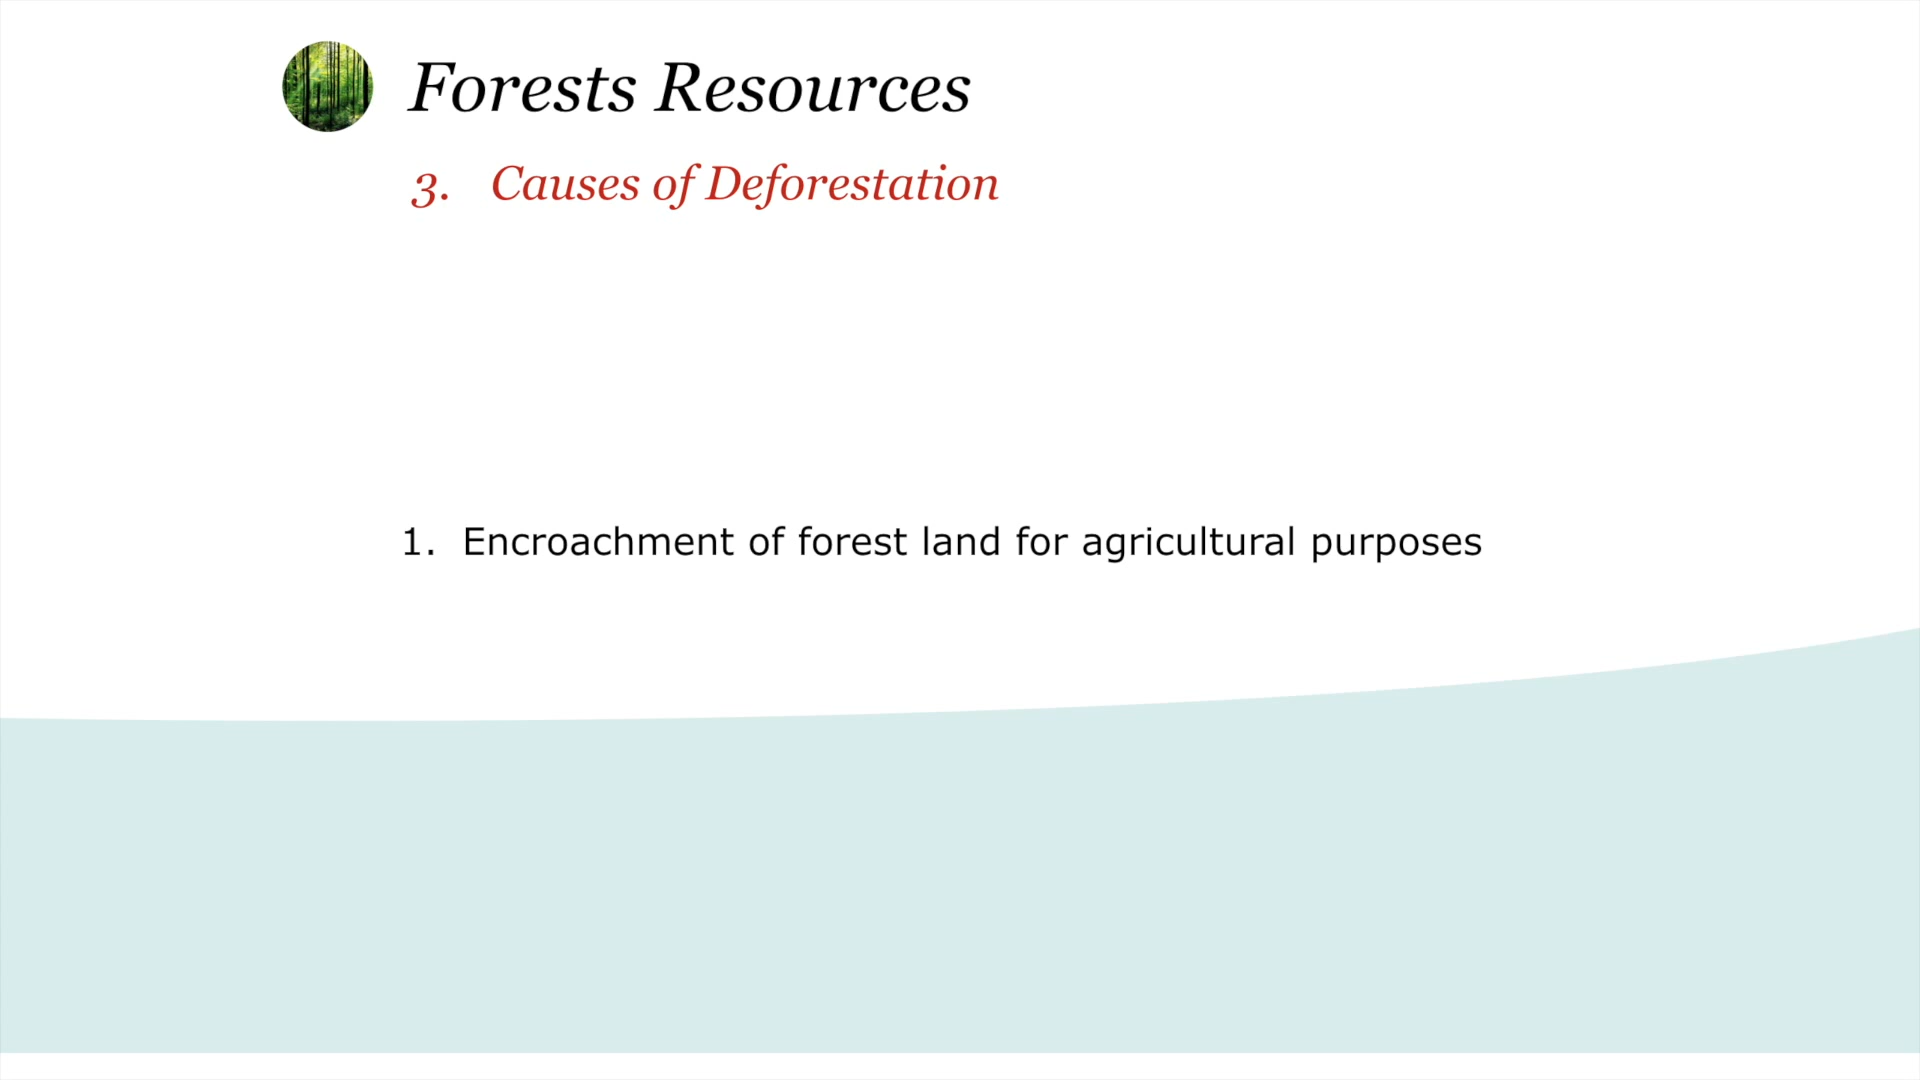 Forests Resources
3. Causes of Deforestation
1. Encroachment of forest land for agricultural purposes